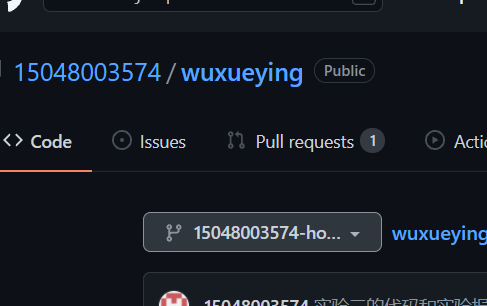 15048003574 / wuxueying Public
Code Issues Pull requests 1 Actio
15048003574-ho... wuxueying
15048003574 实验二的代码和实验报